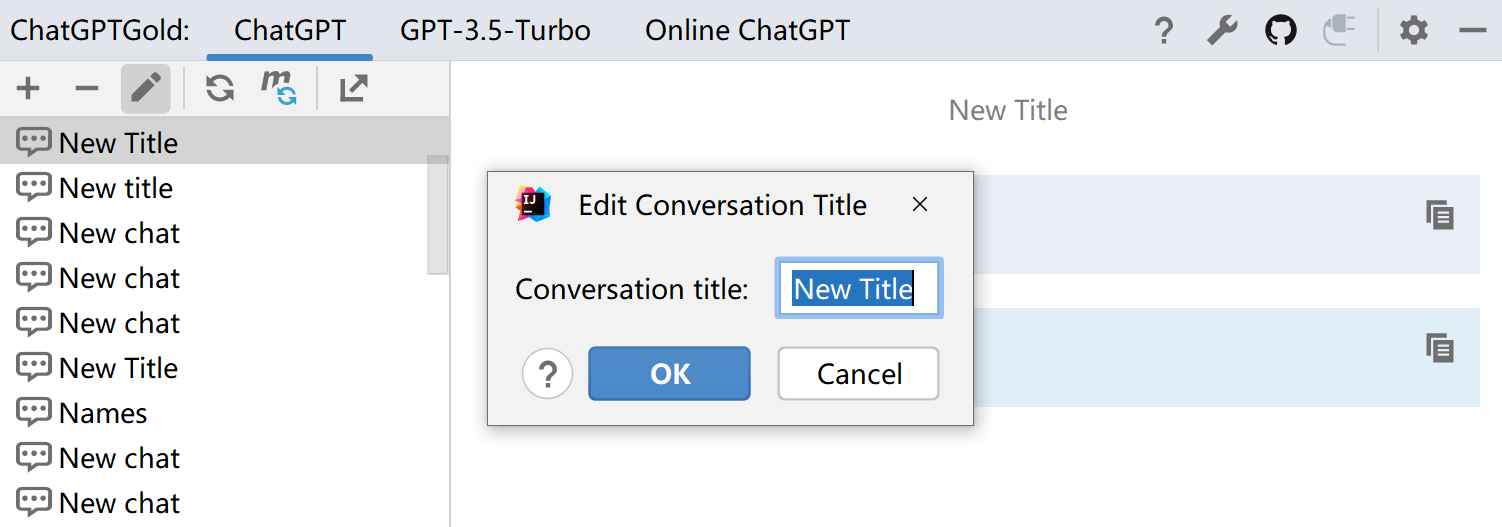 ChatGPTGold: ChatGPT GPT-3.5-Turbo Online ChatGPT ?
m
New Title
New title
New chat
New chat
New chat
New Title
Names
New chat
New chat
New Title
IJ Edit Conversation Title
Conversation title: New Title
? OK Cancel